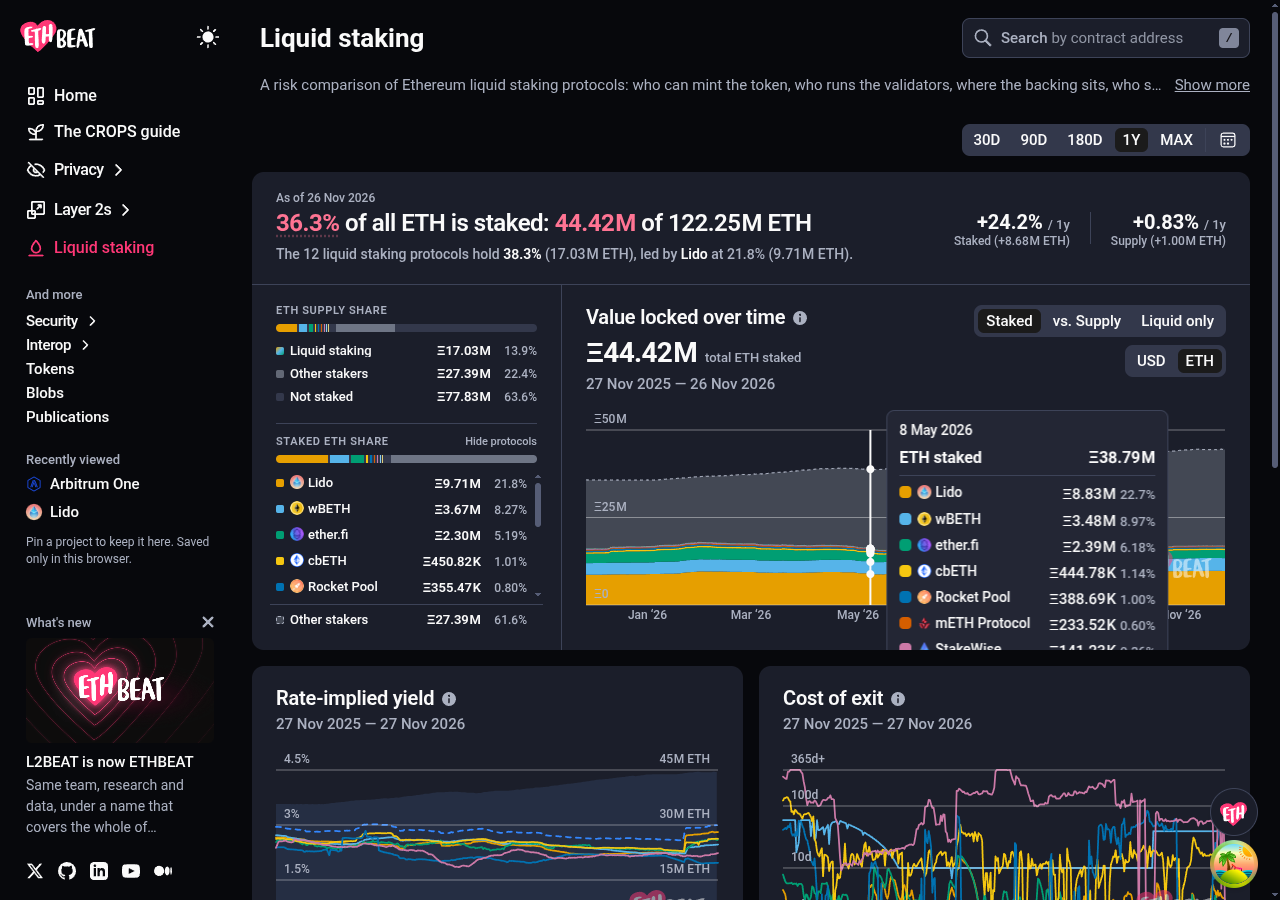 ETHBEAT
Home
The CROPS guide
Privacy
Layer 2s
Liquid staking
And more
Security
Interop
Tokens
Blobs
Publications
Recently viewed
Arbitrum One
Lido
Pin a project to keep it here. Saved
only in this browser.
What's new
ETHBEAT
L2BEAT is now ETHBEAT
Same team, research and
data, under a name that
covers the whole of…
Liquid staking
Search by contract address /
A risk comparison of Ethereum liquid staking protocols: who can mint the token, who runs the validators, where the backing sits, who s… Show more
30D 90D 180D 1Y MAX
As of 26 Nov 2026
36.3% of all ETH is staked: 44.42M of 122.25M ETH
The 12 liquid staking protocols hold 38.3% (17.03M ETH), led by Lido at 21.8% (9.71M ETH).
+24.2% / 1y
Staked (+8.68M ETH)
+0.83% / 1y
Supply (+1.00M ETH)
ETH SUPPLY SHARE
Liquid staking Ξ17.03M 13.9%
Other stakers Ξ27.39M 22.4%
Not staked Ξ77.83M 63.6%
STAKED ETH SHARE Hide protocols
Lido Ξ9.71M 21.8%
wBETH Ξ3.67M 8.27%
ether.fi Ξ2.30M 5.19%
cbETH Ξ450.82K 1.01%
Rocket Pool Ξ355.47K 0.80%
Other stakers Ξ27.39M 61.6%
Value locked over time
Staked vs. Supply Liquid only
Ξ44.42M total ETH staked
USD ETH
27 Nov 2025 — 26 Nov 2026
Ξ50M
Ξ25M
Ξ0
Jan '26 Mar '26 May '26 Nov '26
BEAT
8 May 2026
ETH staked Ξ38.79M
Lido Ξ8.83M 22.7%
wBETH Ξ3.48M 8.97%
ether.fi Ξ2.39M 6.18%
cbETH Ξ444.78K 1.14%
Rocket Pool Ξ388.69K 1.00%
mETH Protocol Ξ233.52K 0.60%
StakeWise
Rate-implied yield
27 Nov 2025 — 27 Nov 2026
4.5% 45M ETH
3% 30M ETH
1.5% 15M ETH
Cost of exit
27 Nov 2025 — 27 Nov 2026
365d+
100d
10d
ETH